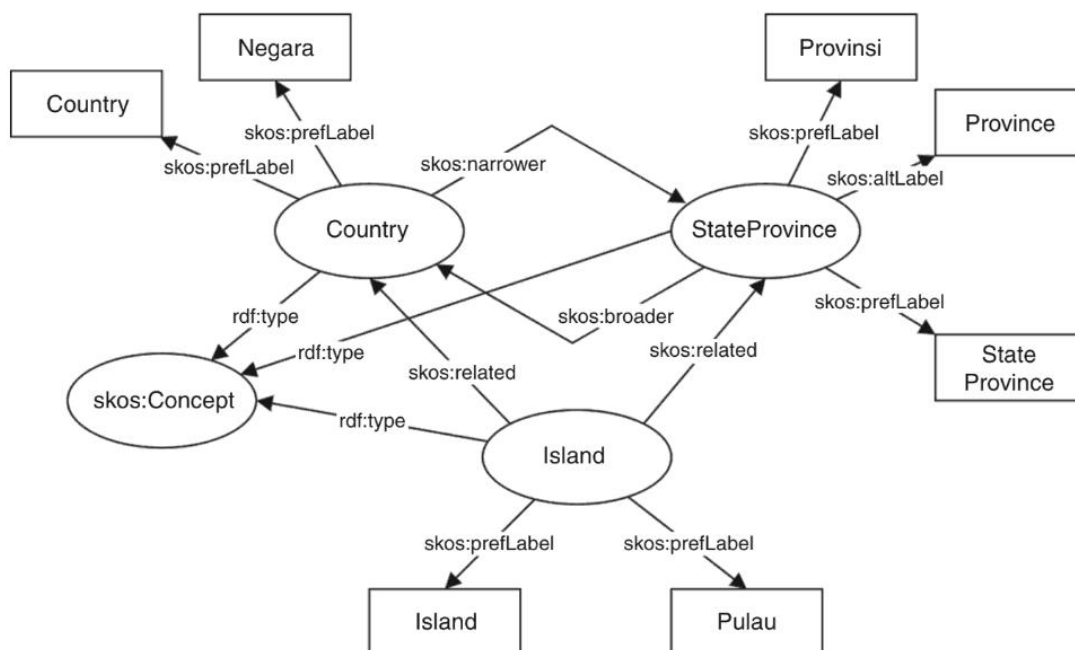 Negara
Provinsi
Country
Province
skos:prefLabel
skos:prefLabel
skos:prefLabel
skos:narrower
skos:altLabel
Country
StateProvince
skos:prefLabel
rdf:type
skos:broader
rdf:type
skos:related
skos:related
State
Province
skos:Concept
rdf:type
Island
skos:prefLabel
skos:prefLabel
Island
Pulau